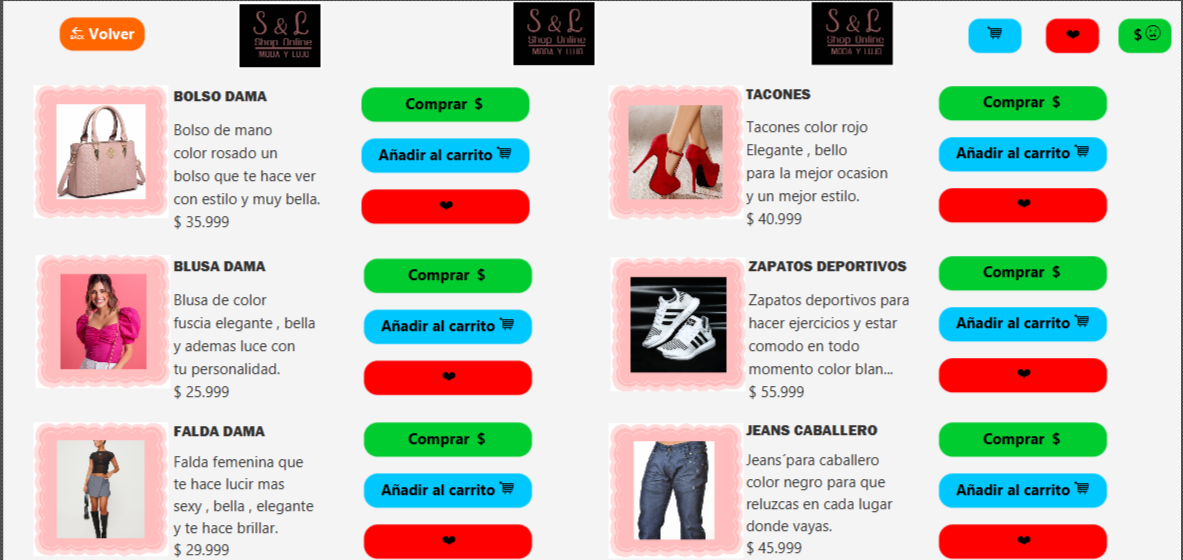 Volver
S & L
Shop Online
MODA Y LUJO
S & L
Shop Online
MODA Y LUJO
S & L
Shop Online
MODA Y LUJO
$
BOLSO DAMA
Bolso de mano
color rosado un
bolso que te hace ver
con estilo y muy bella.
$ 35.999
Comprar $
Añadir al carrito
TACONES
Tacones color rojo
Elegante , bello
para la mejor ocasion
y un mejor estilo.
$ 40.999
Comprar $
Añadir al carrito
BLUSA DAMA
Blusa de color
fuscia elegante , bella
y ademas luce con
tu personalidad.
$ 25.999
Comprar $
Añadir al carrito
ZAPATOS DEPORTIVOS
Zapatos deportivos para
hacer ejercicios y estar
comodo en todo
momento color blan...
$ 55.999
Comprar $
Añadir al carrito
FALDA DAMA
Falda femenina que
te hace lucir mas
sexy , bella , elegante
y te hace brillar.
$ 29.999
Comprar $
Añadir al carrito
JEANS CABALLERO
Jeans´para caballero
color negro para que
reluzcas en cada lugar
donde vayas.
$ 45.999
Comprar $
Añadir al carrito